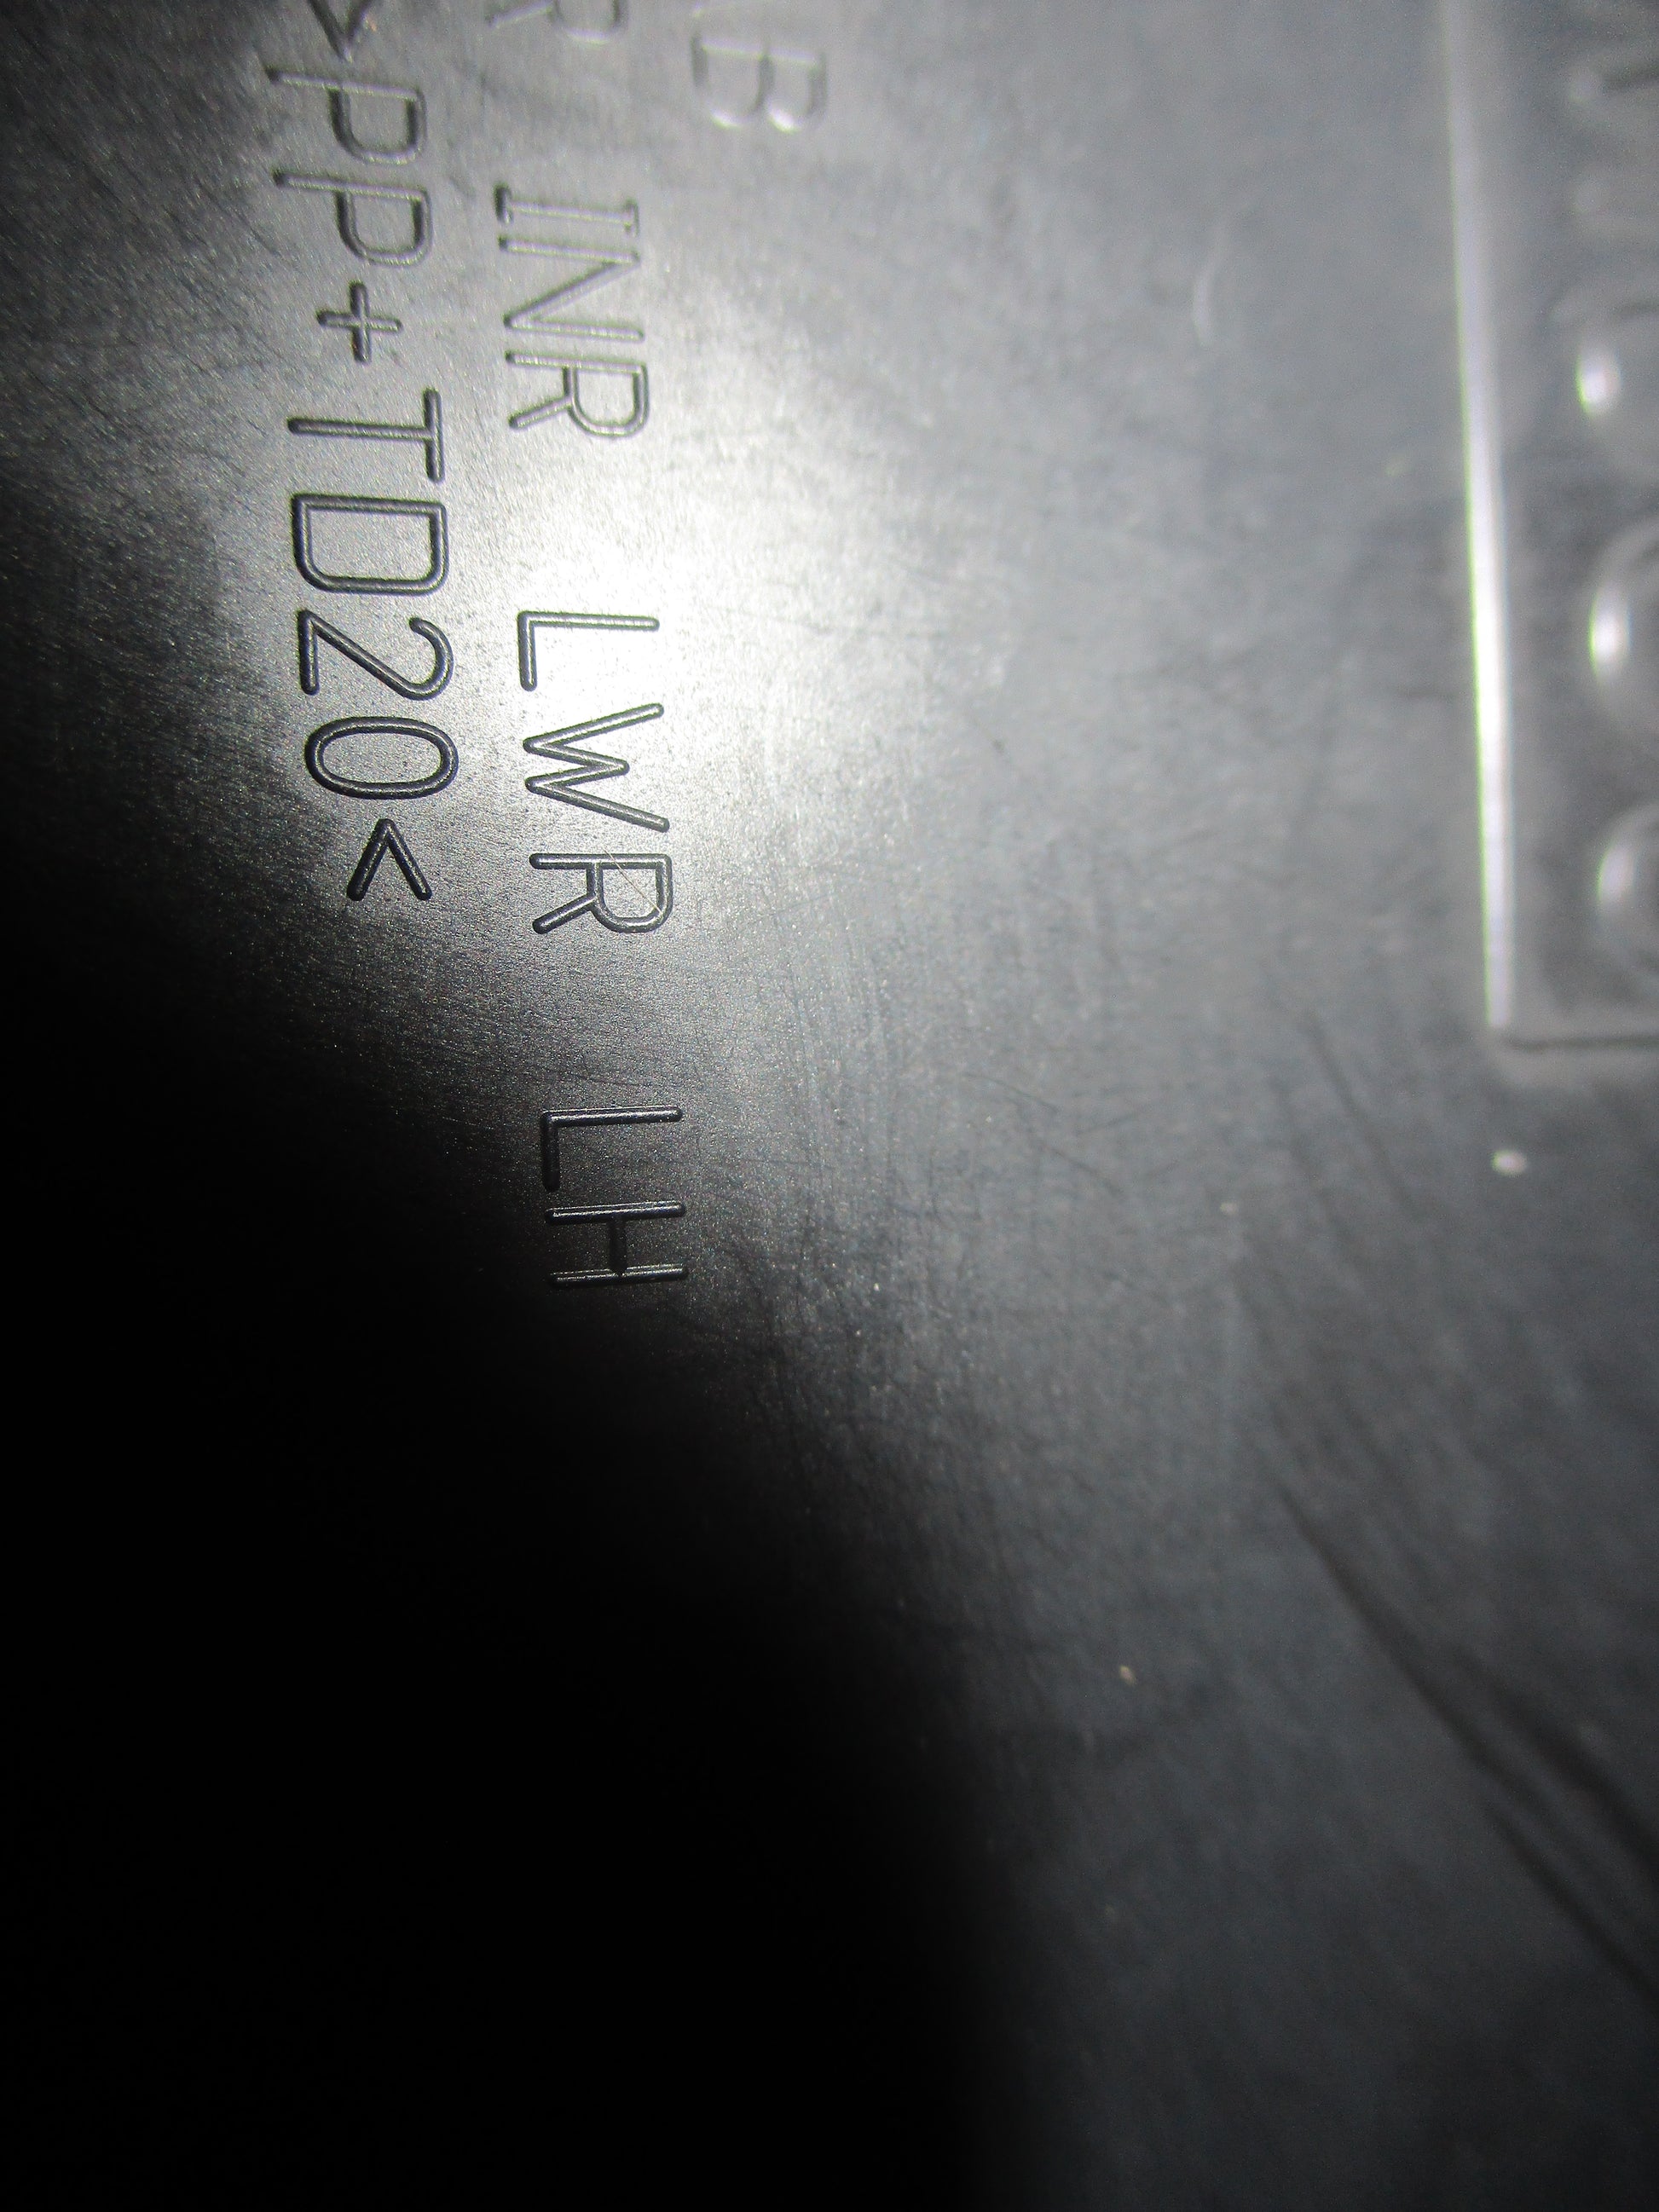 B
R INR LWR LH
>PP+TD20<